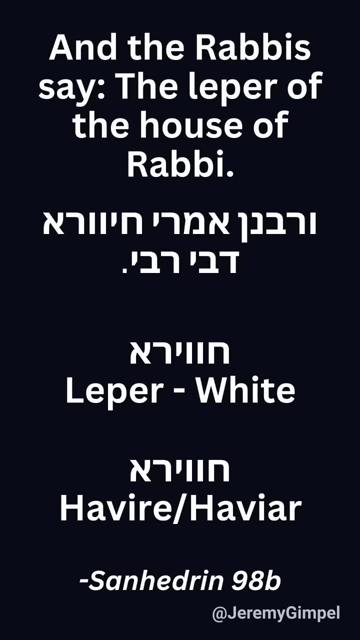 And the Rabbis
say: The leper of
the house of
Rabbi.
ורבנן אמרי חיוורא
דבי רבי.
חווירא
Leper - White
חווירא
Havire/Haviar
-Sanhedrin 98b
@JeremyGimpel